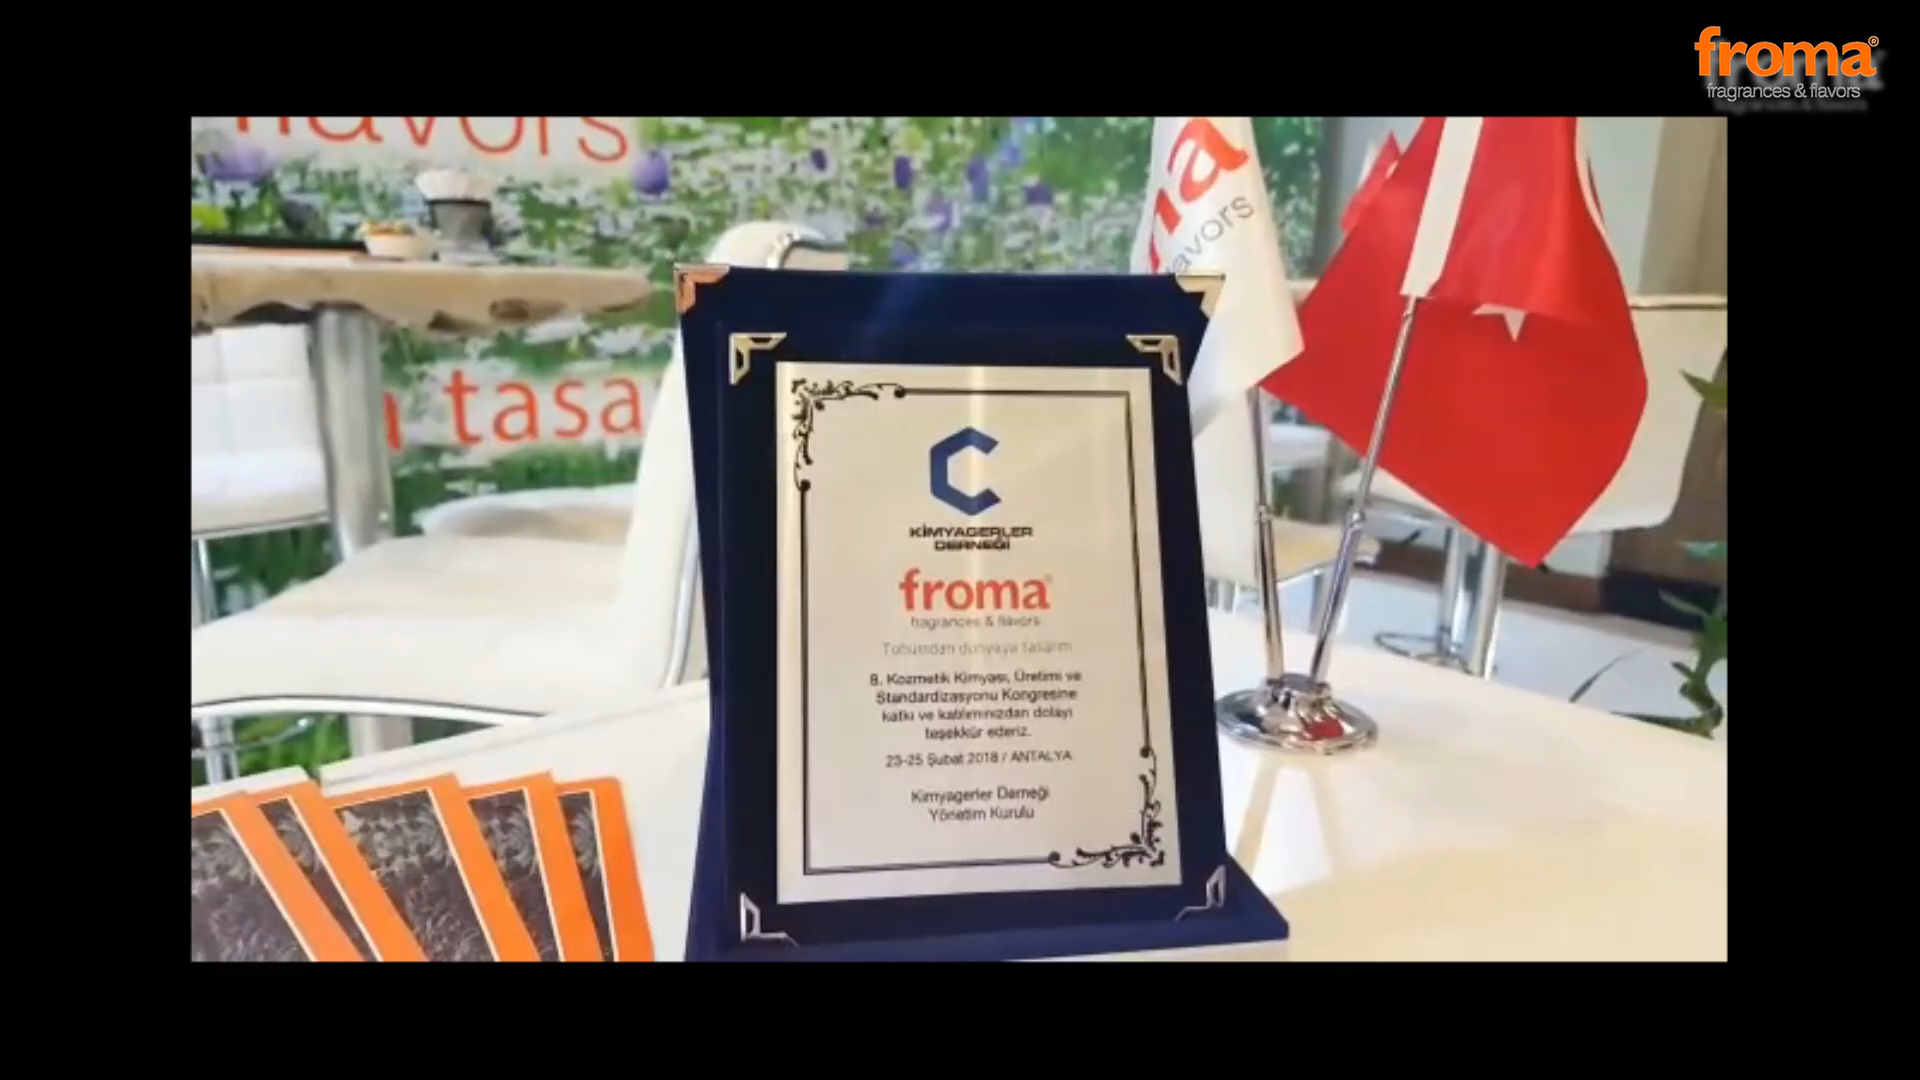 froma®
fragrances & flavors
flavors
tasa
ma
avors
KİMYAGERLER
DERNEĞİ
froma®
fragrances & flavors
Tohumdan dünyaya tasarım
8. Kozmetik Kimyası, Üretimi ve
Standardizasyonu Kongresine
katkı ve katılımınızdan dolayı
teşekkür ederiz.
23-25 Şubat 2018 / ANTALYA
Kimyagerler Derneği
Yönetim Kurulu